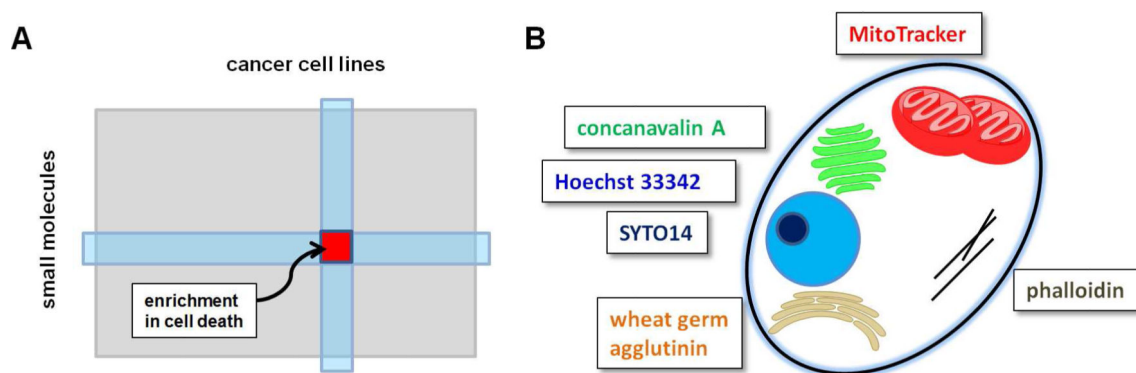 A
cancer cell lines
small molecules
enrichment
in cell death
B
MitoTracker
concanavalin A
Hoechst 33342
SYTO14
wheat germ
agglutinin
phalloidin